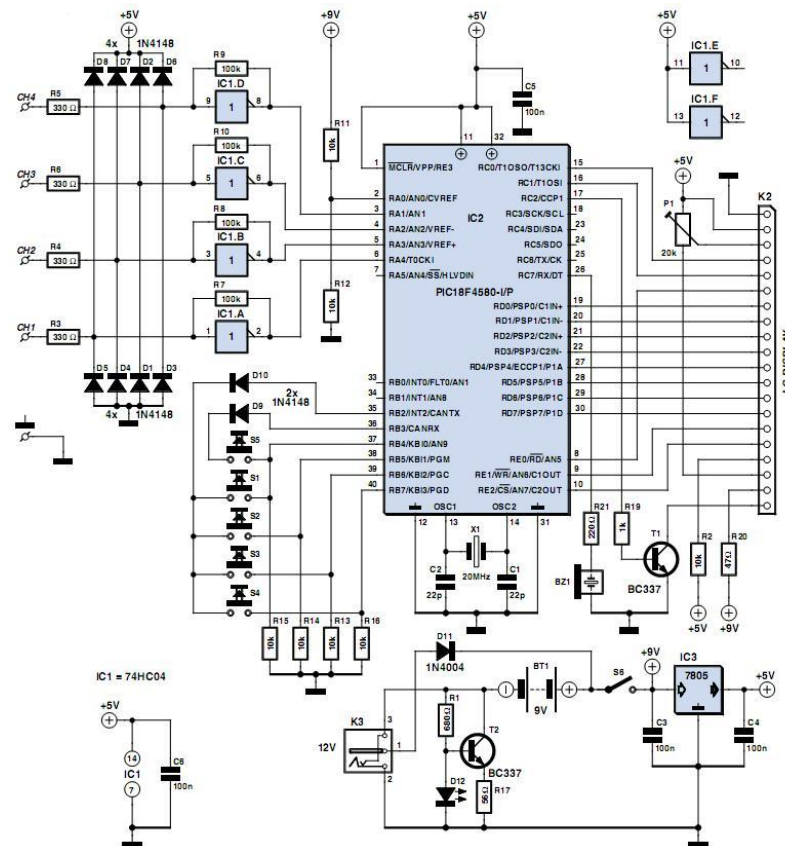 +5V
4x 1N4148
D8 D7 D2 D6
CH4
R5
330 Ω
R9
100k
IC1.D
9 1 8
CH3
R6
330 Ω
R10
100k
IC1.C
5 1 6
CH2
R4
330 Ω
R8
100k
IC1.B
3 1 4
CH1
R3
330 Ω
R7
100k
IC1.A
1 1 2
D5 D4 D1 D3
4x 1N4148
+9V
R11
10k
R12
10k
+5V
C5
100n
11 32
IC2
PIC18F4580-I/P
1 MCLR/VPP/RE3
2 RA0/AN0/CVREF
3 RA1/AN1
4 RA2/AN2/VREF-
5 RA3/AN3/VREF+
6 RA4/T0CKI
7 RA5/AN4/SS/HLVDIN
33 RB0/INT0/FLT0/AN1
34 RB1/INT1/AN8
35 RB2/INT2/CANTX
36 RB3/CANRX
37 RB4/KBI0/AN9
38 RB5/KBI1/PGM
39 RB6/KBI2/PGC
40 RB7/KBI3/PGD
RC0/T1OSO/T13CKI 15
RC1/T1OSI 16
RC2/CCP1 17
RC3/SCK/SCL 18
RC4/SDI/SDA 23
RC5/SDO 24
RC6/TX/CK 25
RC7/RX/DT 26
RD0/PSP0/C1IN+ 19
RD1/PSP1/C1IN- 20
RD2/PSP2/C2IN+ 21
RD3/PSP3/C2IN- 22
RD4/PSP4/ECCP1/P1A 27
RD5/PSP5/P1B 28
RD6/PSP6/P1C 29
RD7/PSP7/P1D 30
RE0/RD/AN5 8
RE1/WR/AN6/C1OUT 9
RE2/CS/AN7/C2OUT 10
OSC1 OSC2
12 13 14 31
X1
20MHz
C2
22p
C1
22p
D10
2x
1N4148
D9
S5
S1
S2
S3
S4
R15 R14 R13 R16
10k 10k 10k 10k
11 1 10
IC1.E
IC1.F
13 1 12
+5V
P1
20k
K2
R21
220Ω
R19
1k
BZ1
T1
BC337
R2
10k
R20
47Ω
+5V
+9V
IC1 = 74HC04
+5V
14
IC1
7
C6
100n
D11
1N4004
BT1
9V
S6
+9V
IC3
7805
+5V
C3
100n
C4
100n
K3
12V
3
1
2
R1
680Ω
T2
BC337
D12
R17
56Ω